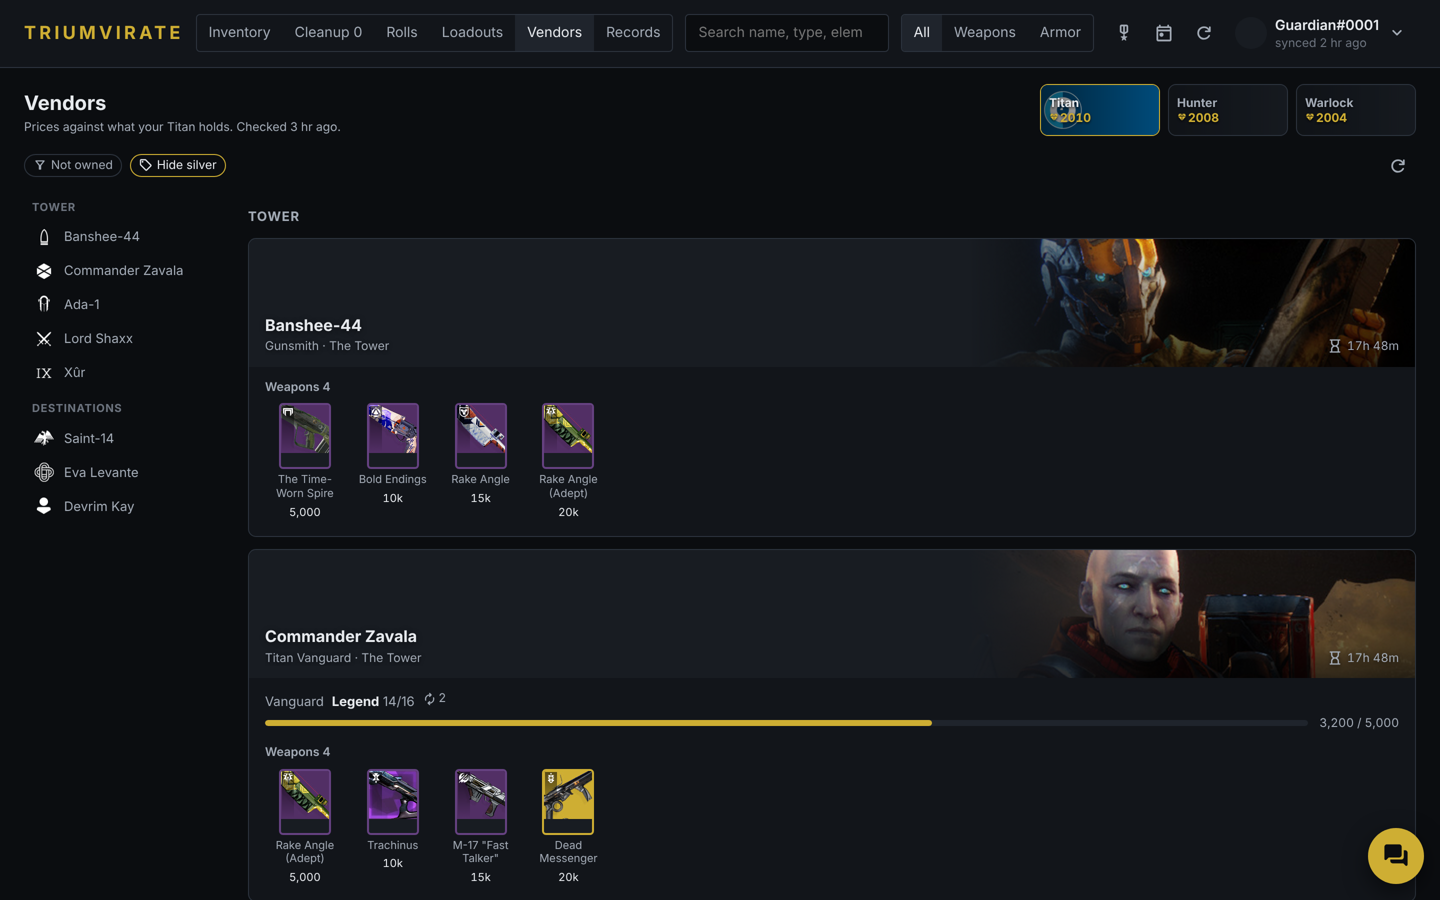 TRIUMVIRATE
Inventory
Cleanup 0
Rolls
Loadouts
Vendors
Records
Search name, type, elem
All
Weapons
Armor
Guardian#0001
synced 2 hr ago
Vendors
Prices against what your Titan holds. Checked 3 hr ago.
Titan
2010
Hunter
2008
Warlock
2004
Not owned
Hide silver
TOWER
Banshee-44
Commander Zavala
Ada-1
Lord Shaxx
IX Xûr
DESTINATIONS
Saint-14
Eva Levante
Devrim Kay
TOWER
Banshee-44
Gunsmith · The Tower
17h 48m
Weapons 4
The Time-
Worn Spire
5,000
Bold Endings
10k
Rake Angle
15k
Rake Angle
(Adept)
20k
Commander Zavala
Titan Vanguard · The Tower
17h 48m
Vanguard Legend 14/16 2
3,200 / 5,000
Weapons 4
Rake Angle
(Adept)
5,000
Trachinus
10k
M-17 "Fast
Talker"
15k
Dead
Messenger
20k